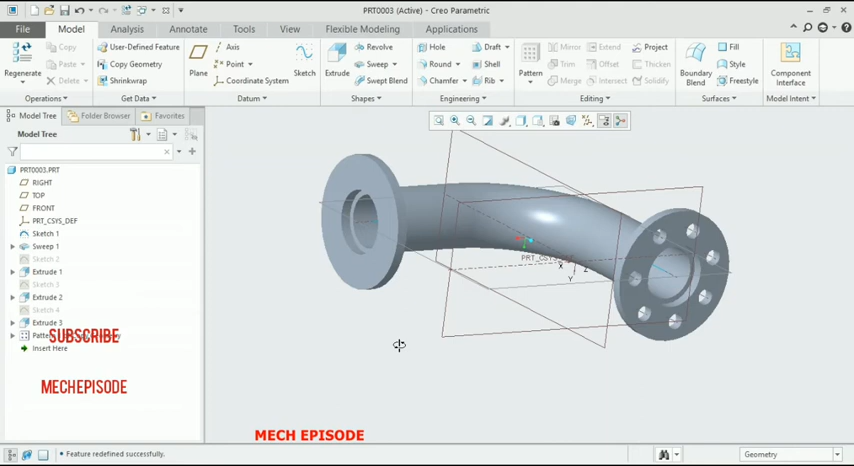 PRT0003 (Active) - Creo Parametric
File Model Analysis Annotate Tools View Flexible Modeling Applications
Regenerate Copy Paste Delete User-Defined Feature Copy Geometry Shrinkwrap Plane Axis Point Coordinate System Sketch Extrude Revolve Sweep Swept Blend Hole Round Chamfer Draft Shell Rib Pattern Mirror Trim Merge Extend Offset Intersect Project Thicken Solidify Boundary Blend Fill Style Freestyle Component Interface
Operations Get Data Datum Shapes Engineering Editing Surfaces Model Intent
Model Tree Folder Browser Favorites
Model Tree
PRT0003.PRT
RIGHT
TOP
FRONT
PRT_CSYS_DEF
Sketch 1
Sweep 1
Sketch 2
Extrude 1
Extrude 2
Sketch 4
Extrude 3
Insert Here
SUBSCRIBE
MECHEPISODE
PRT_CSYS
X
Y
Z
MECH EPISODE
Feature redefined successfully.
Geometry